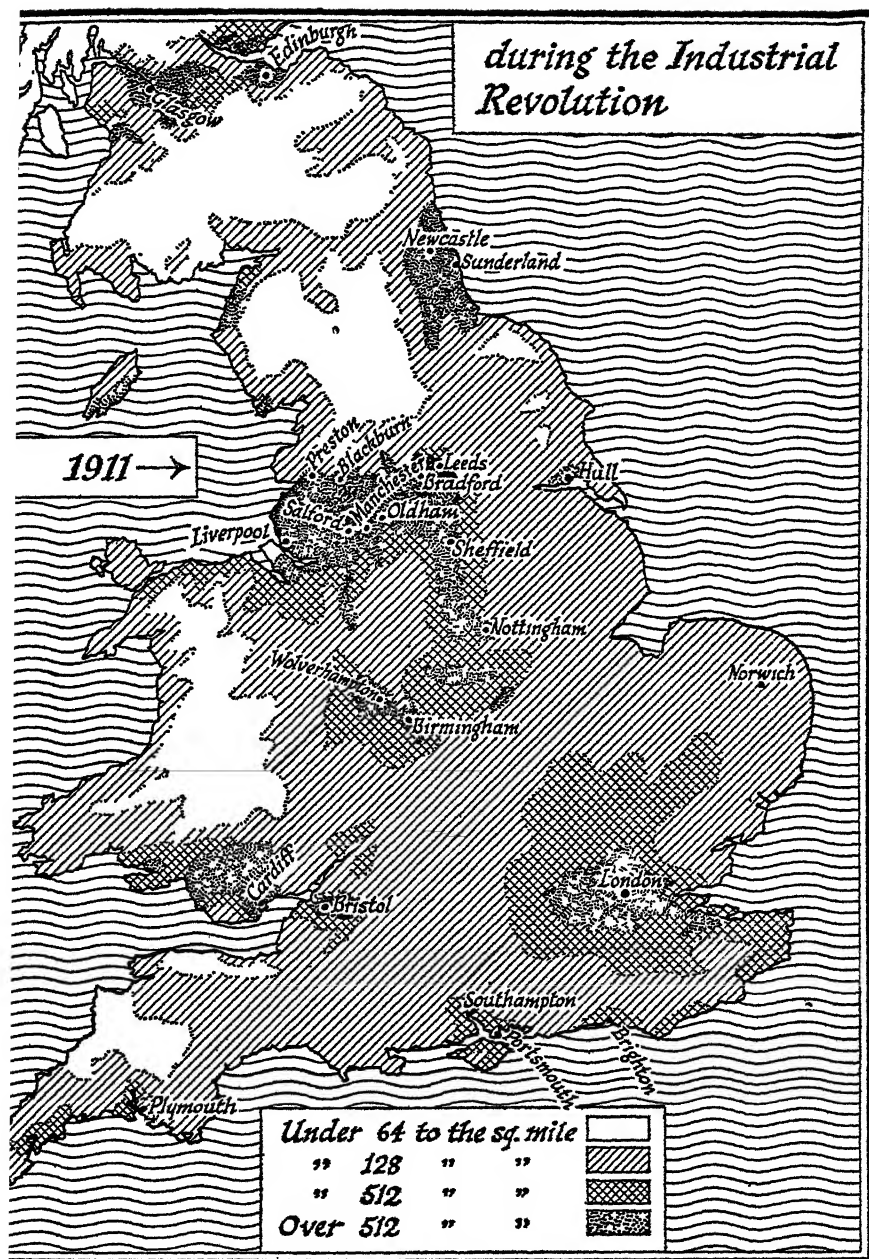 during the Industrial
Revolution
Edinburgh
Glasgow
Newcastle
Sunderland
1911
Preston
Blackburn
Leeds
Bradford
Manchester
Hull
Salford
Oldham
Liverpool
Sheffield
Nottingham
Wolverhampton
Norwich
Birmingham
Cardiff
London
Bristol
Southampton
Portsmouth
Brighton
Plymouth
Under 64 to the sq. mile
" 128 " "
" 512 " "
Over 512 " "